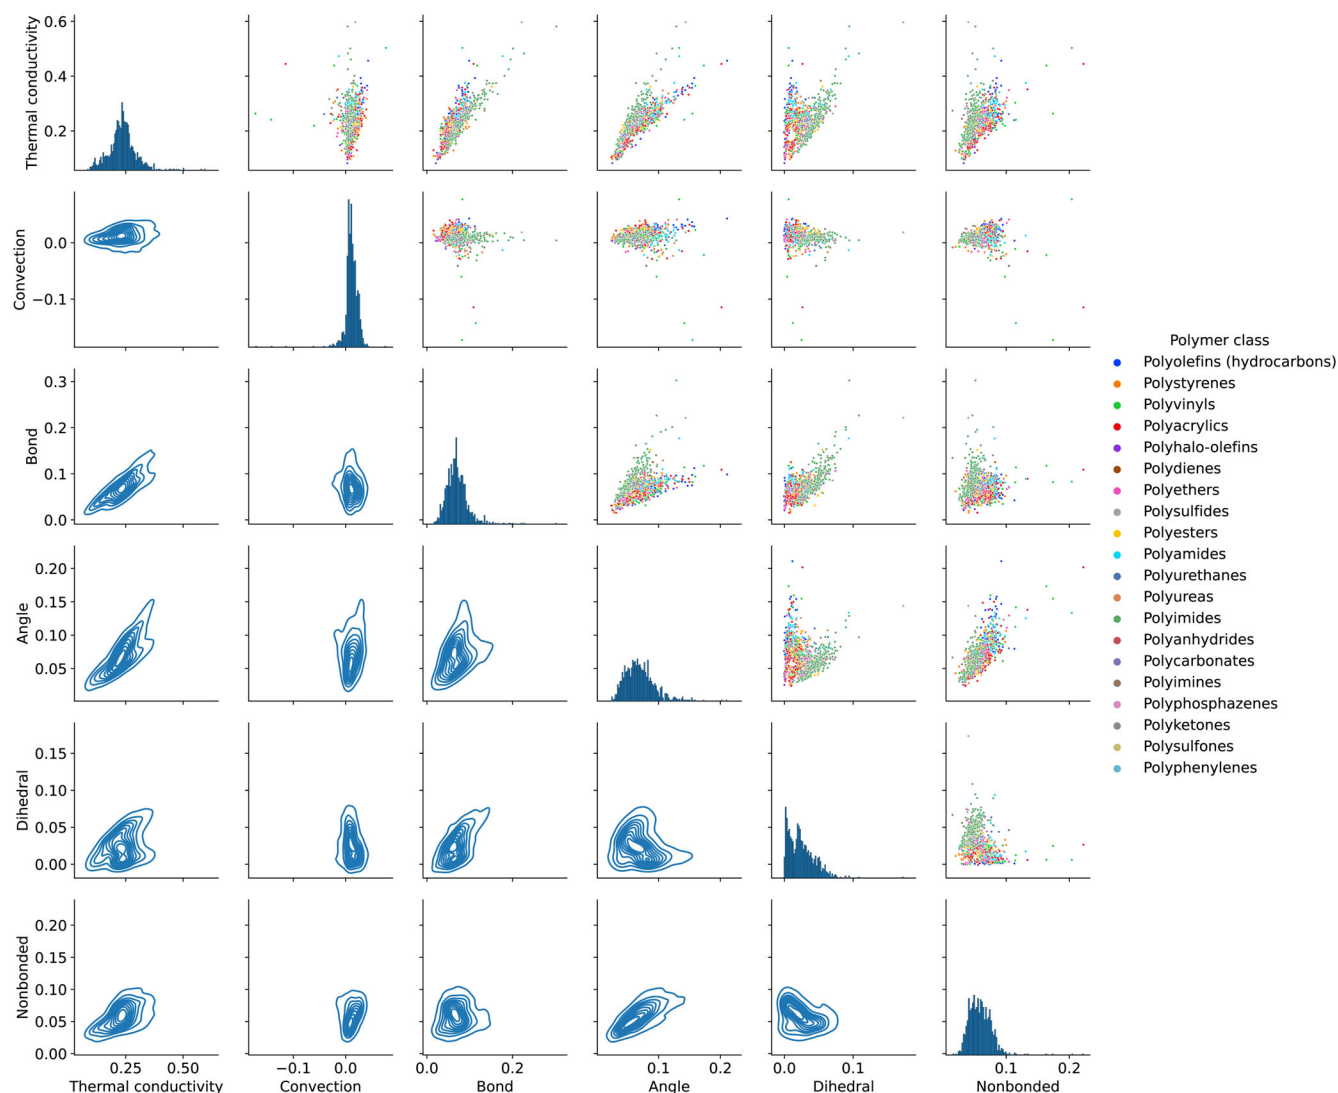 Thermal conductivity
0.6
0.4
0.2
Convection
0.0
−0.1
Bond
0.3
0.2
0.1
0.0
Angle
0.20
0.15
0.10
0.05
Dihedral
0.15
0.10
0.05
0.00
Nonbonded
0.20
0.15
0.10
0.05
0.00
0.25 0.50
Thermal conductivity
−0.1 0.0
Convection
0.0 0.2
Bond
0.1 0.2
Angle
0.0 0.1
Dihedral
0.1 0.2
Nonbonded
Polymer class
Polyolefins (hydrocarbons)
Polystyrenes
Polyvinyls
Polyacrylics
Polyhalo-olefins
Polydienes
Polyethers
Polysulfides
Polyesters
Polyamides
Polyurethanes
Polyureas
Polyimides
Polyanhydrides
Polycarbonates
Polyimines
Polyphosphazenes
Polyketones
Polysulfones
Polyphenylenes